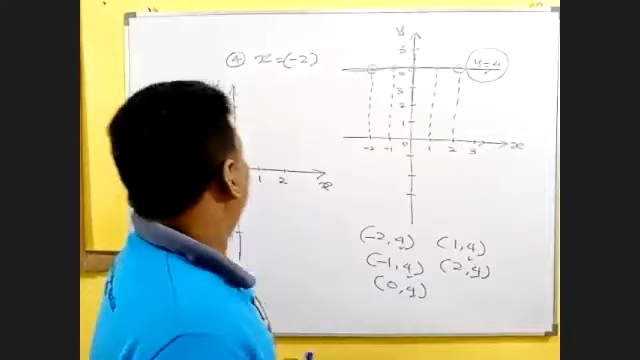 ④ x = (-2)
1 2
x
y
5
y = 4
3
2
1
-2 -1 0 1 2 3 x
(-2, 4) (1, 4)
(-1, 4) (2, 4)
(0, 4)